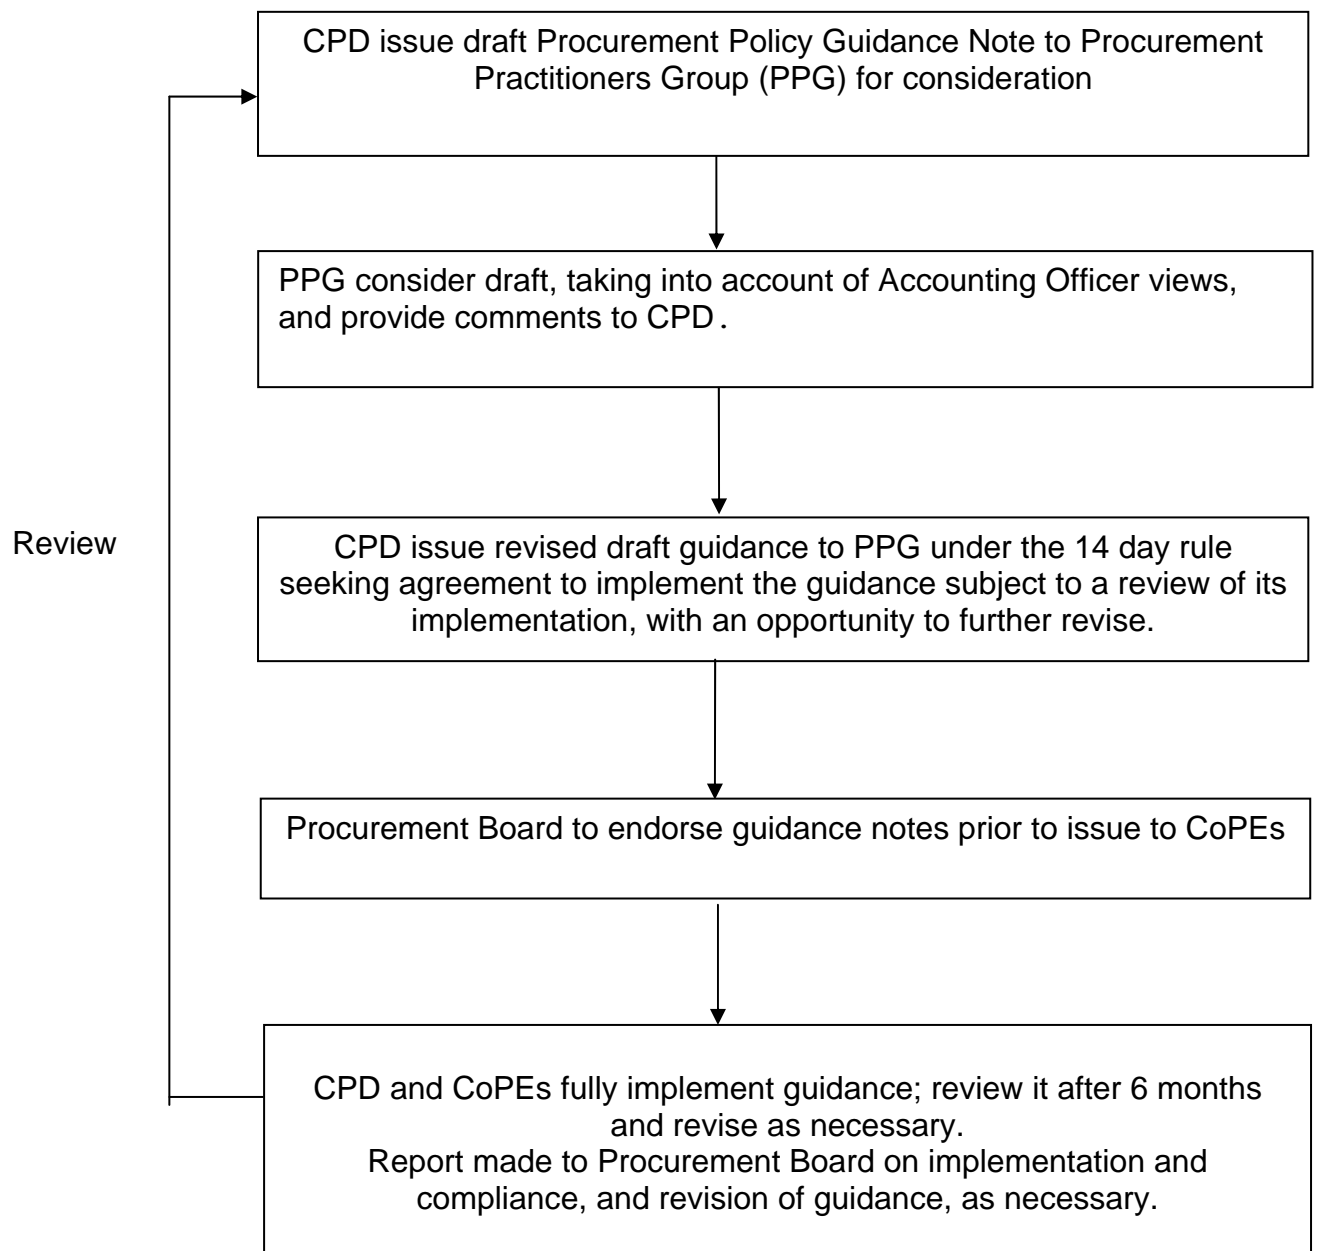 CPD issue draft Procurement Policy Guidance Note to Procurement
Practitioners Group (PPG) for consideration
PPG consider draft, taking into account of Accounting Officer views,
and provide comments to CPD.
Review
CPD issue revised draft guidance to PPG under the 14 day rule
seeking agreement to implement the guidance subject to a review of its
implementation, with an opportunity to further revise.
Procurement Board to endorse guidance notes prior to issue to CoPEs
CPD and CoPEs fully implement guidance; review it after 6 months
and revise as necessary.
Report made to Procurement Board on implementation and
compliance, and revision of guidance, as necessary.